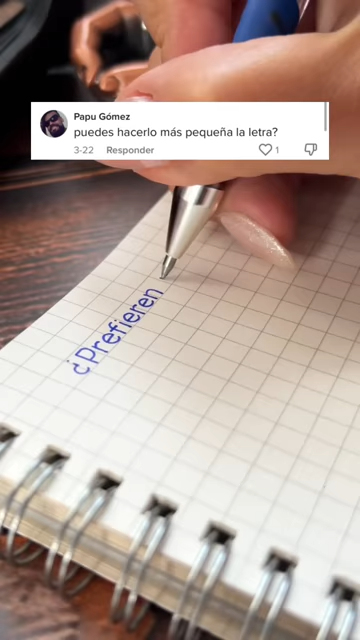 Papu Gómez
puedes hacerlo más pequeña la letra?
3-22 Responder 1
¿Prefieren